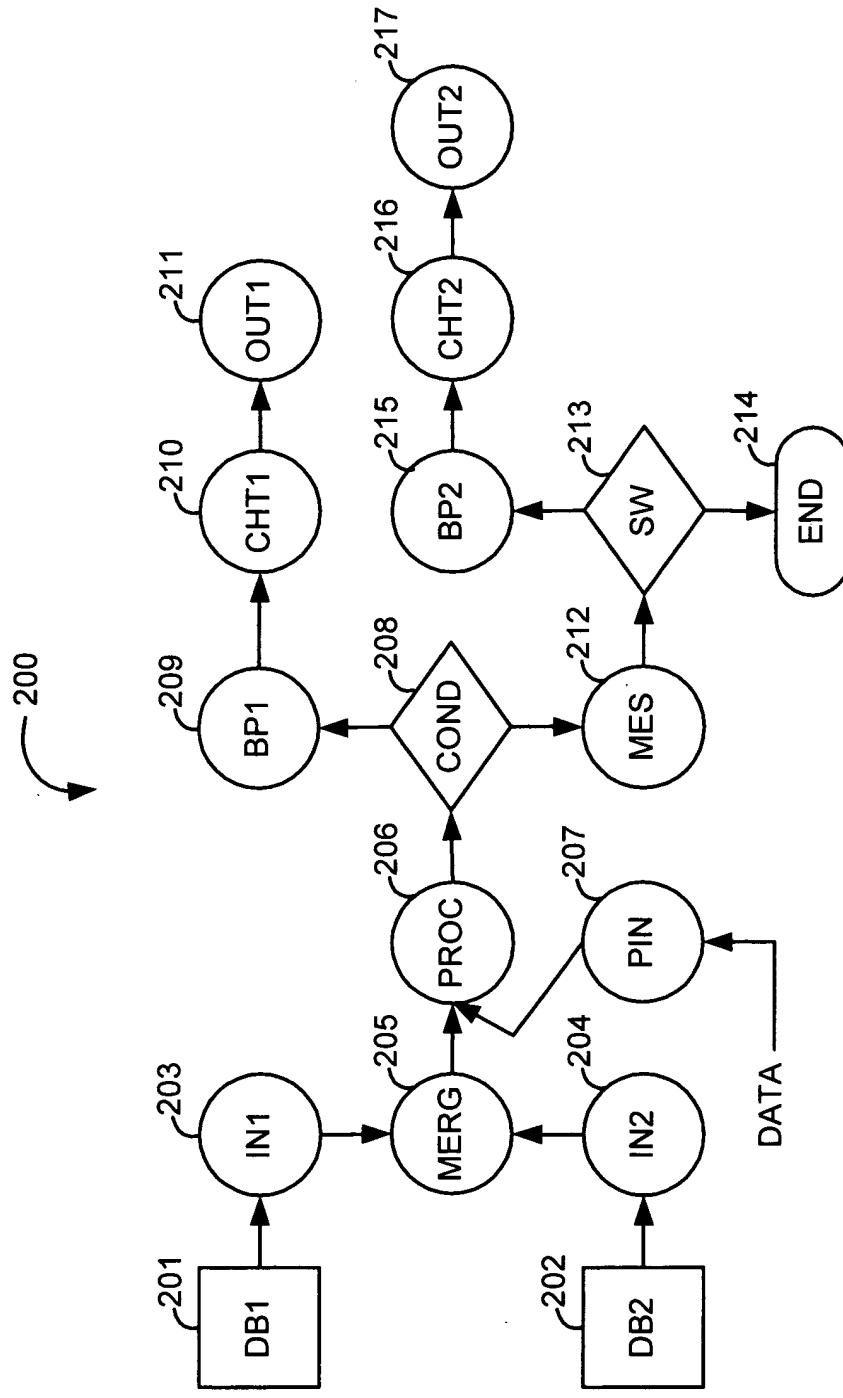 200
201
DB1
202
DB2
203
IN1
204
IN2
205
MERG
206
PROC
207
PIN
DATA
208
COND
209
BP1
210
CHT1
211
OUT1
212
MES
213
SW
214
END
215
BP2
216
CHT2
217
OUT2